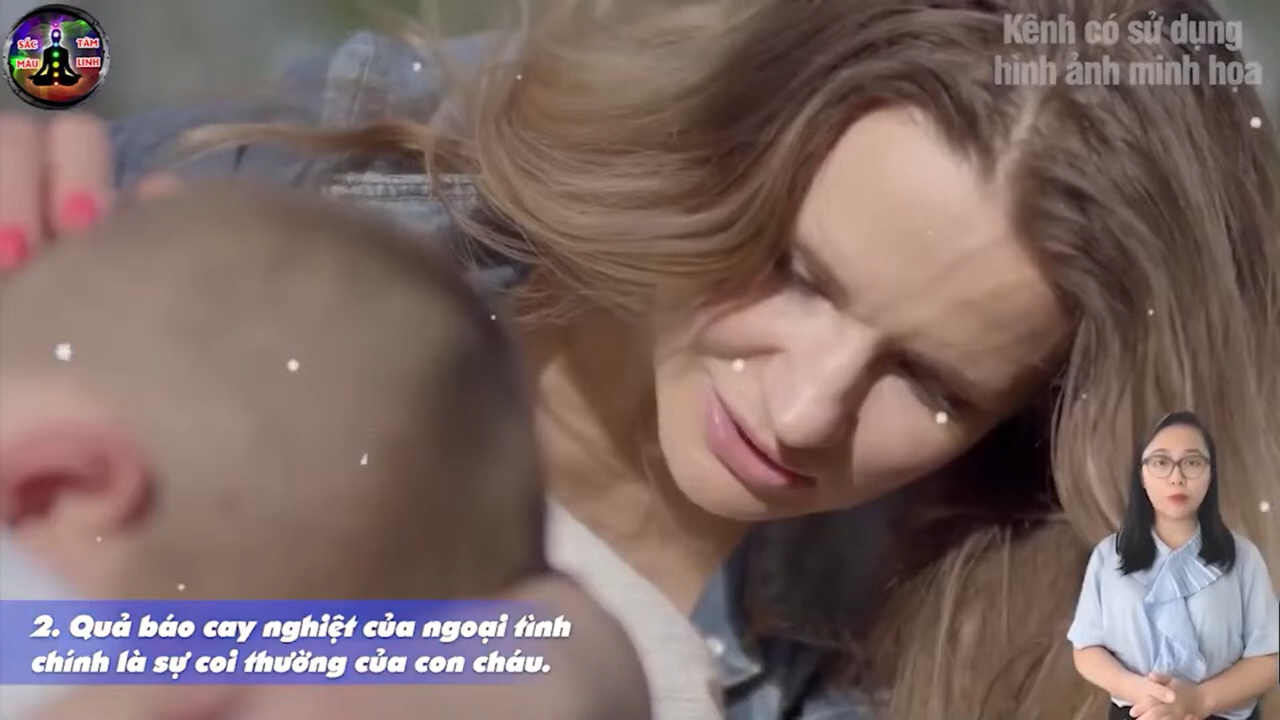 SẮC TÂM
MÀU LINH
Kênh có sử dụng
hình ảnh minh họa
2. Quả báo cay nghiệt của ngoại tình
chính là sự coi thường của con cháu.